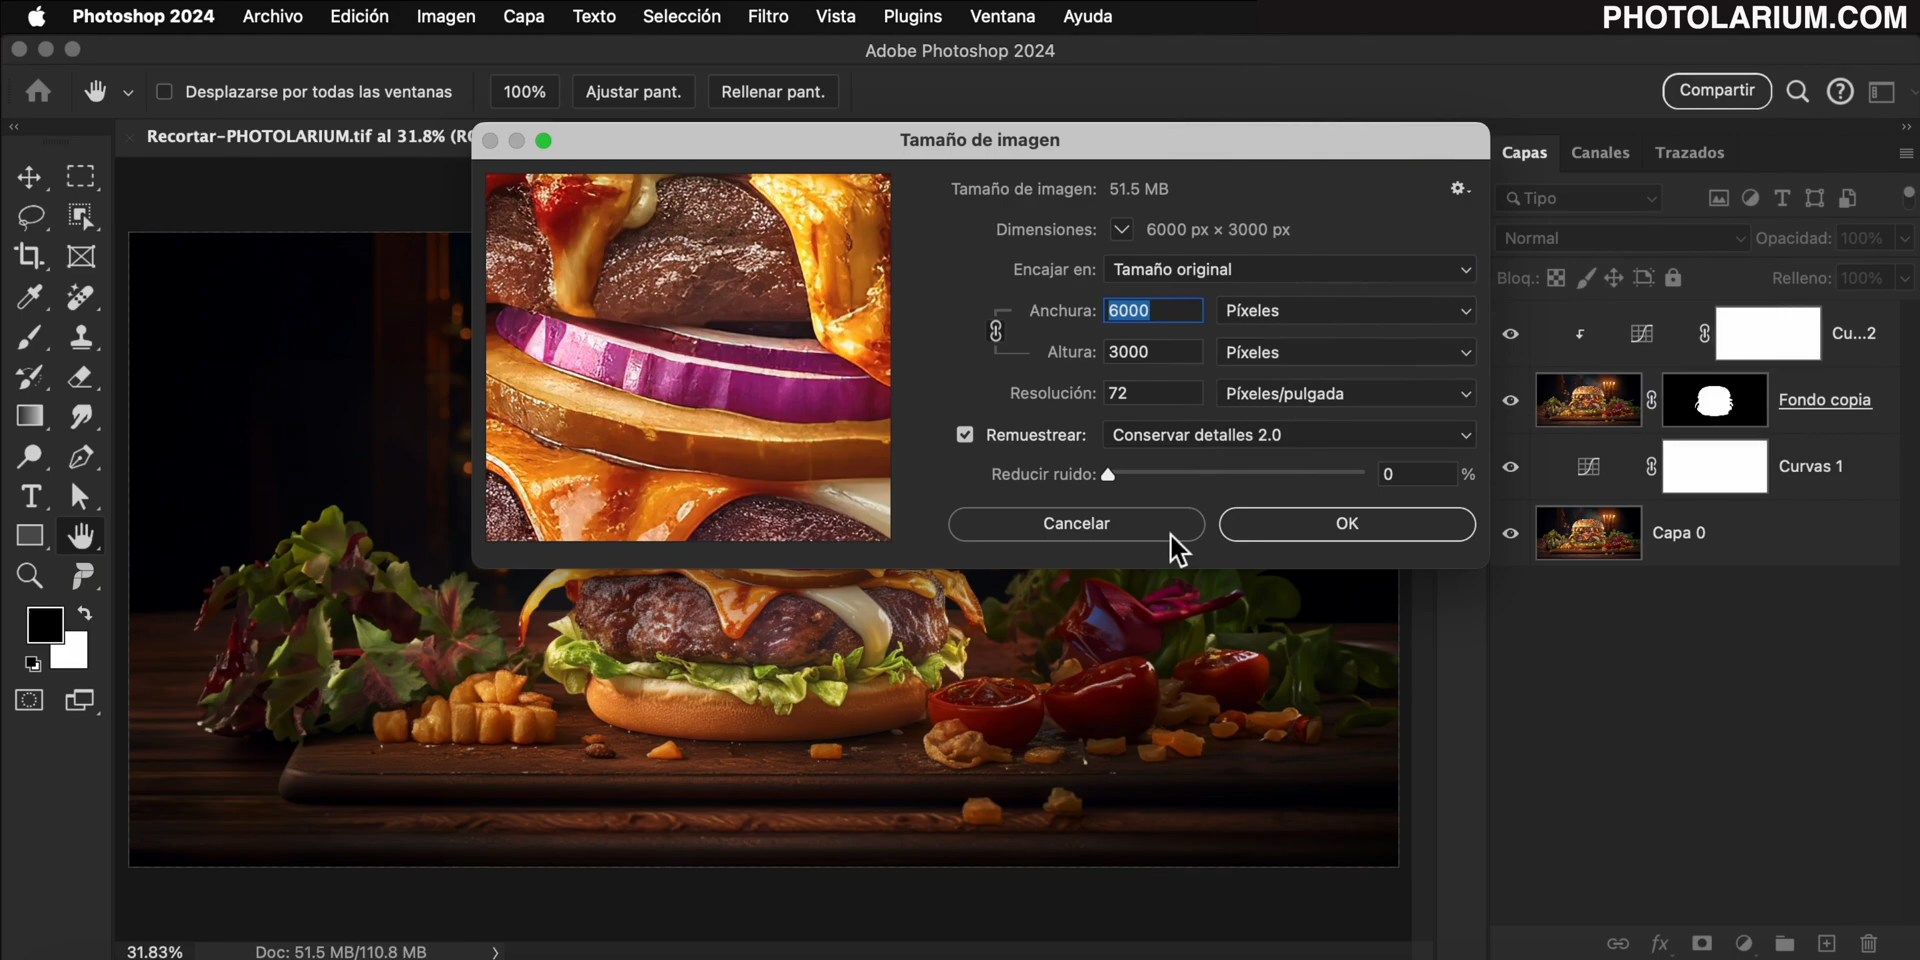 Photoshop 2024 Archivo Edición Imagen Capa Texto Selección Filtro Vista Plugins Ventana Ayuda
PHOTOLARIUM.COM
Adobe Photoshop 2024
Desplazarse por todas las ventanas 100% Ajustar pant. Rellenar pant. Compartir
Recortar-PHOTOLARIUM.tif al 31.8%
Tamaño de imagen
Tamaño de imagen: 51.5 MB
Dimensiones: 6000 px × 3000 px
Encajar en: Tamaño original
Anchura: 6000 Píxeles
Altura: 3000 Píxeles
Resolución: 72 Píxeles/pulgada
Remuestrear: Conservar detalles 2.0
Reducir ruido: 0 %
Cancelar OK
Capas Canales Trazados
Tipo
Normal Opacidad: 100%
Bloq.: Relleno: 100%
Cu...2
Fondo copia
Curvas 1
Capa 0
fx
31.83% Doc: 51.5 MB/110.8 MB